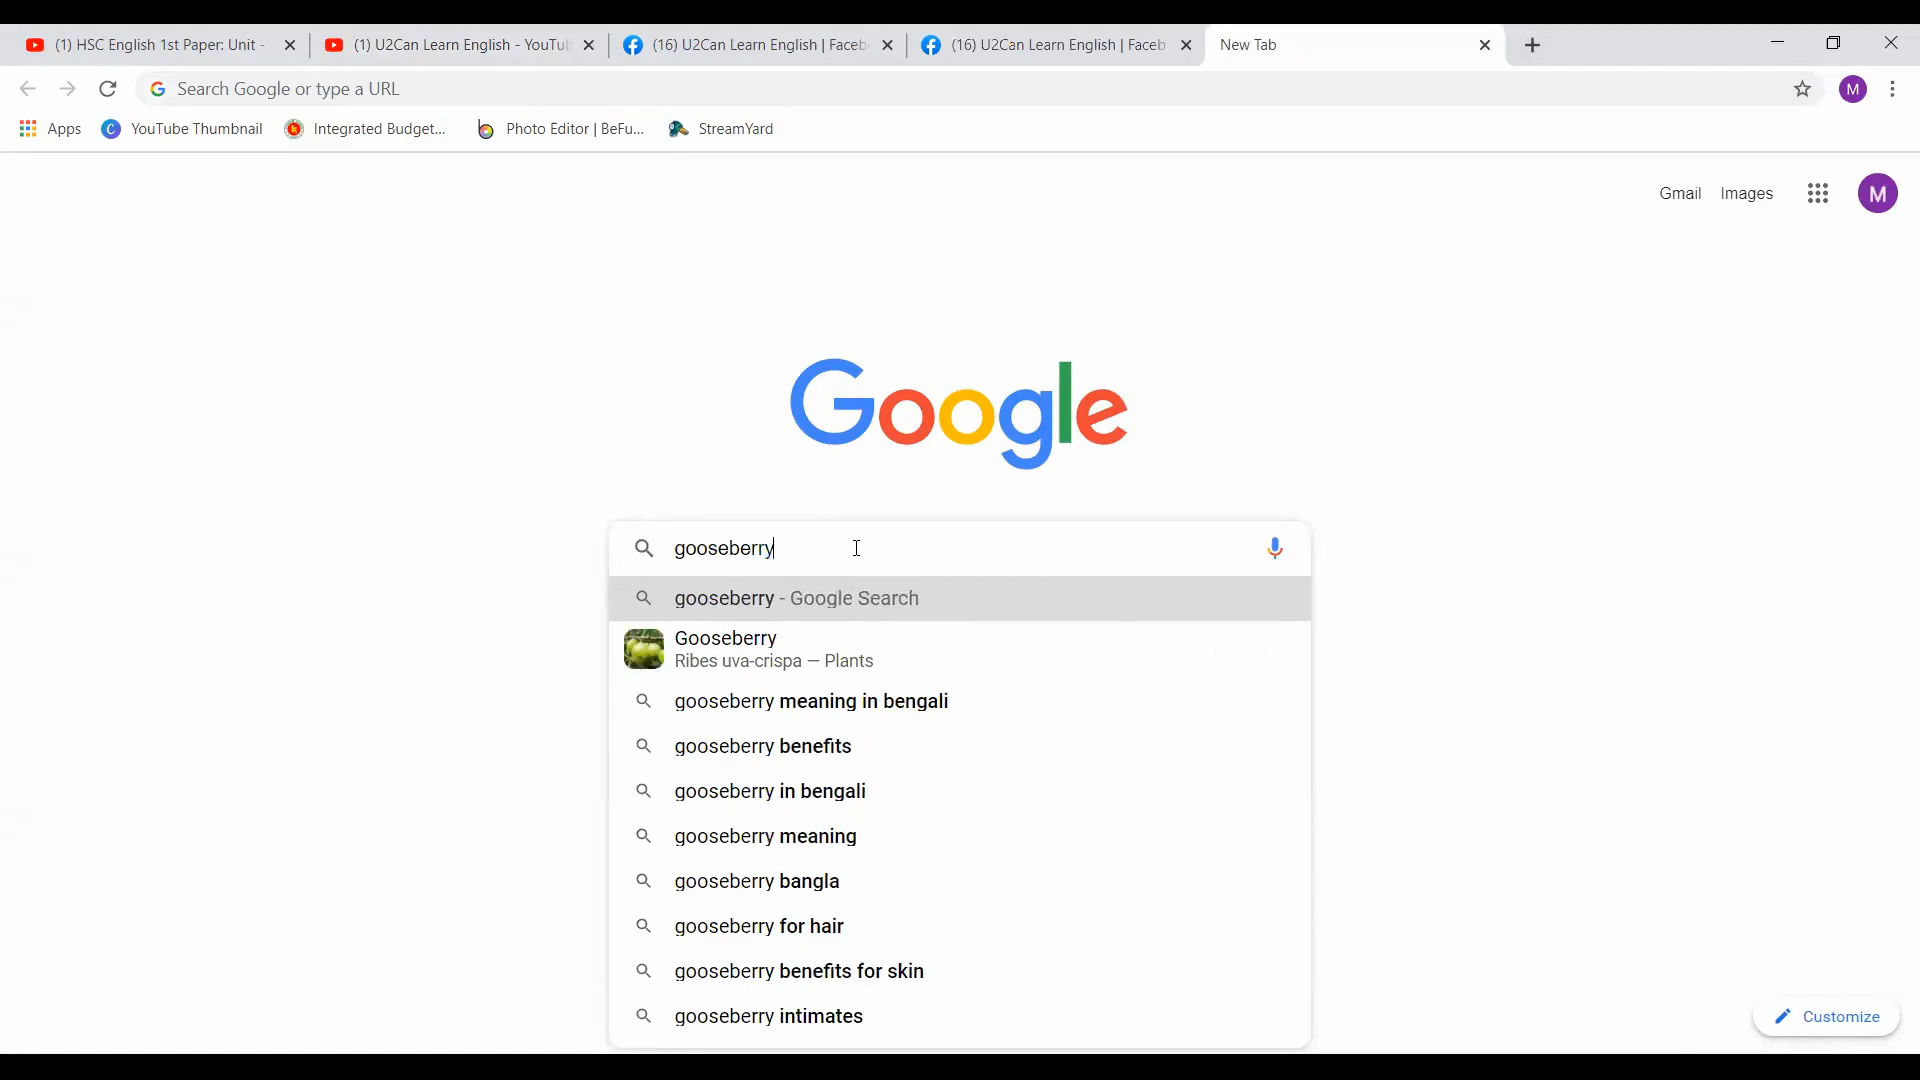 (1) HSC English 1st Paper: Unit -
(1) U2Can Learn English - YouTu
(16) U2Can Learn English | Faceb
(16) U2Can Learn English | Faceb
New Tab
Search Google or type a URL
M
Apps
YouTube Thumbnail
Integrated Budget...
Photo Editor | BeFu...
StreamYard
Gmail
Images
M
Google
gooseberry
gooseberry - Google Search
Gooseberry
Ribes uva-crispa — Plants
gooseberry meaning in bengali
gooseberry benefits
gooseberry in bengali
gooseberry meaning
gooseberry bangla
gooseberry for hair
gooseberry benefits for skin
gooseberry intimates
Customize